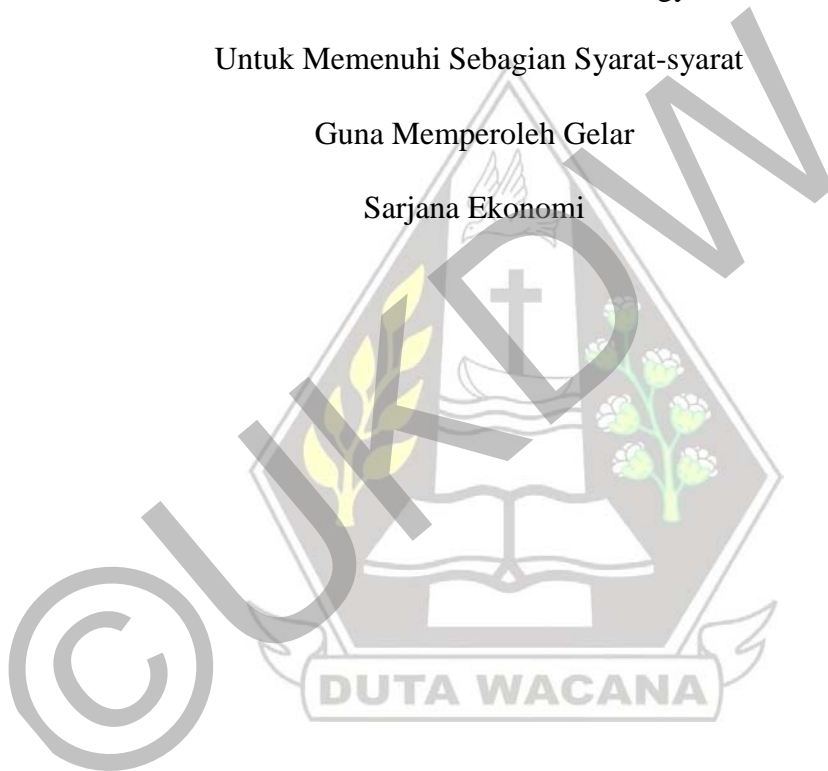 Untuk Memenuhi Sebagian Syarat-syarat
Guna Memperoleh Gelar
Sarjana Ekonomi
©UKDW
DUTA WACANA